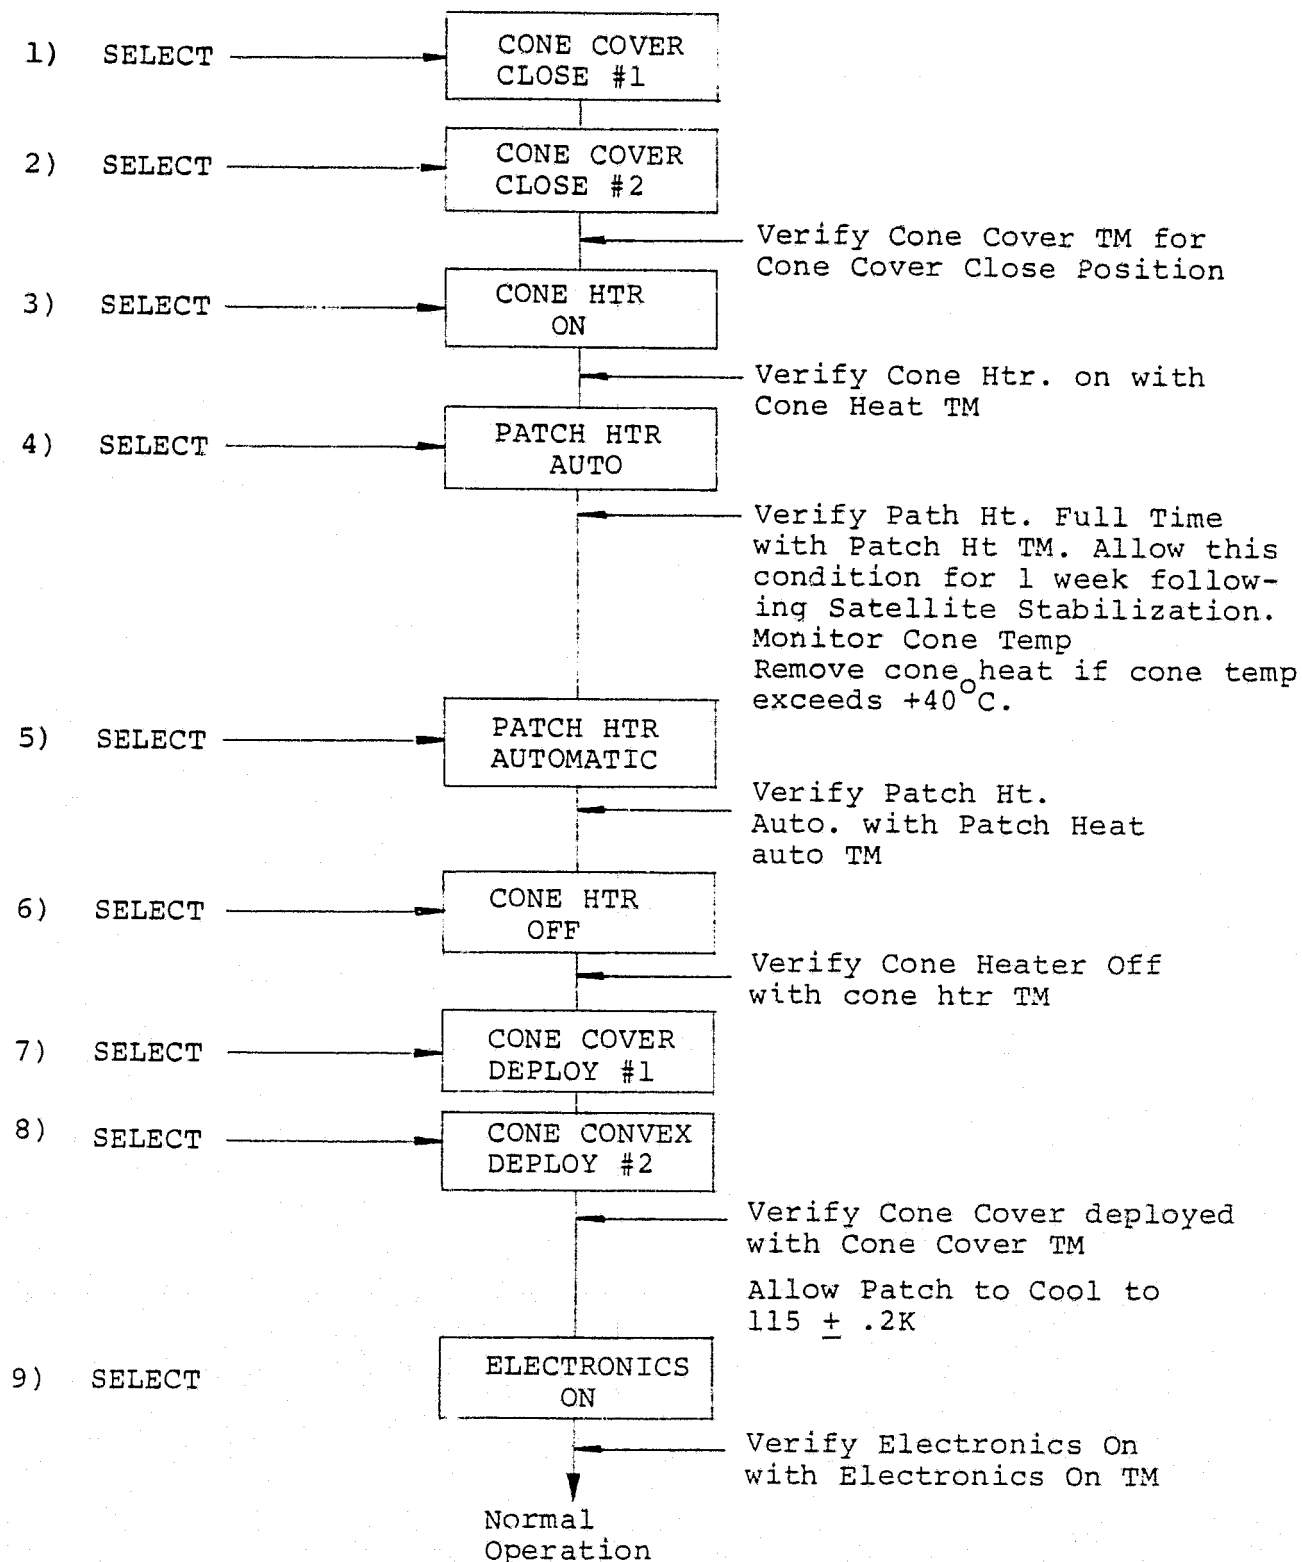 1) SELECT
CONE COVER
CLOSE #1
2) SELECT
CONE COVER
CLOSE #2
Verify Cone Cover TM for
Cone Cover Close Position
3) SELECT
CONE HTR
ON
Verify Cone Htr. on with
Cone Heat TM
4) SELECT
PATCH HTR
AUTO
Verify Path Ht. Full Time
with Patch Ht TM. Allow this
condition for 1 week follow-
ing Satellite Stabilization.
Monitor Cone Temp
Remove cone heat if cone temp
exceeds +40°C.
5) SELECT
PATCH HTR
AUTOMATIC
Verify Patch Ht.
Auto. with Patch Heat
auto TM
6) SELECT
CONE HTR
OFF
Verify Cone Heater Off
with cone htr TM
7) SELECT
CONE COVER
DEPLOY #1
8) SELECT
CONE CONVEX
DEPLOY #2
Verify Cone Cover deployed
with Cone Cover TM
Allow Patch to Cool to
115 ± .2K
9) SELECT
ELECTRONICS
ON
Verify Electronics On
with Electronics On TM
Normal
Operation